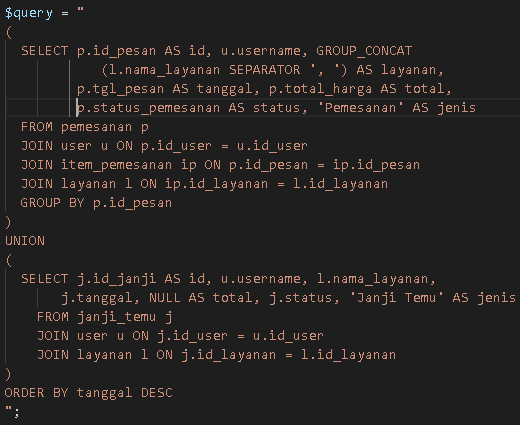 $query = "
(
SELECT p.id_pesan AS id, u.username, GROUP_CONCAT
(l.nama_layanan SEPARATOR ', ') AS layanan,
p.tgl_pesan AS tanggal, p.total_harga AS total,
p.status_pemesanan AS status, 'Pemesanan' AS jenis
FROM pemesanan p
JOIN user u ON p.id_user = u.id_user
JOIN item_pemesanan ip ON p.id_pesan = ip.id_pesan
JOIN layanan l ON ip.id_layanan = l.id_layanan
GROUP BY p.id_pesan
)
UNION
(
SELECT j.id_janji AS id, u.username, l.nama_layanan,
j.tanggal, NULL AS total, j.status, 'Janji Temu' AS jenis
FROM janji_temu j
JOIN user u ON j.id_user = u.id_user
JOIN layanan l ON j.id_layanan = l.id_layanan
)
ORDER BY tanggal DESC
";